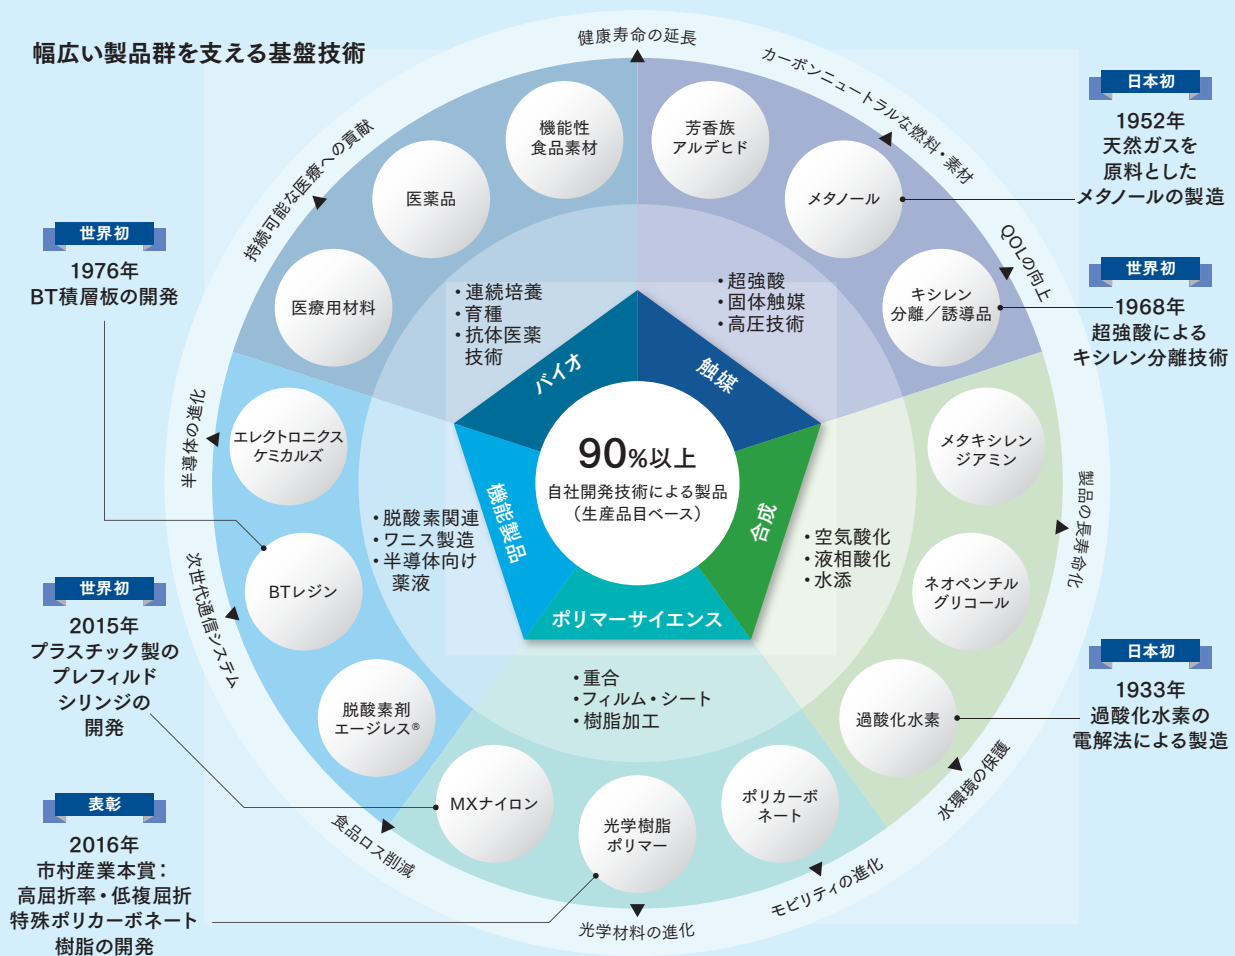 幅広い製品群を支える基盤技術
健康寿命の延長
カーボンニュートラルな燃料・素材
QOLの向上
製品の長寿命化
水環境の保護
モビリティの進化
光学材料の進化
食品ロス削減
次世代通信システム
半導体の進化
持続可能な医療への貢献
機能性
食品素材
芳香族
アルデヒド
医薬品
メタノール
医療用材料
キシレン
分離／誘導品
エレクトロニクス
ケミカルズ
メタキシレン
ジアミン
BTレジン
ネオペンチル
グリコール
脱酸素剤
エージレス®
過酸化水素
MXナイロン
光学樹脂
ポリマー
ポリカーボ
ネート
・連続培養
・育種
・抗体医薬
技術
・超強酸
・固体触媒
・高圧技術
・脱酸素関連
・ワニス製造
・半導体向け
薬液
・空気酸化
・液相酸化
・水添
・重合
・フィルム・シート
・樹脂加工
バイオ
触媒
機能製品
合成
ポリマーサイエンス
90%以上
自社開発技術による製品
（生産品目ベース）
日本初
1952年
天然ガスを
原料とした
メタノールの製造
世界初
1968年
超強酸による
キシレン分離技術
日本初
1933年
過酸化水素の
電解法による製造
世界初
1976年
BT積層板の開発
世界初
2015年
プラスチック製の
プレフィルド
シリンジの
開発
表彰
2016年
市村産業本賞：
高屈折率・低複屈折
特殊ポリカーボネート
樹脂の開発